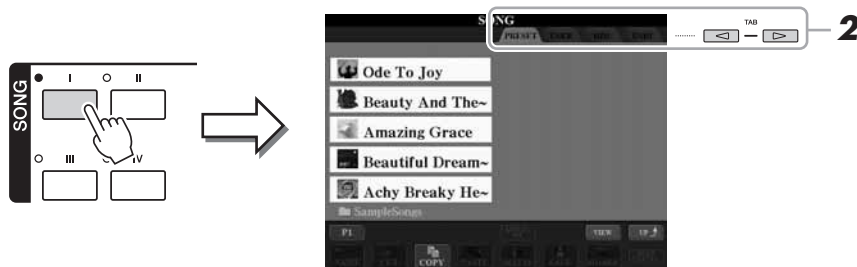 SONG
I
II
III
IV
SONG
PRESET
USER
TAB
2
Ode To Joy
Beauty And The~
Amazing Grace
Beautiful Dream~
Achy Breaky He~
SampleSongs
P1
VIEW
UP
COPY